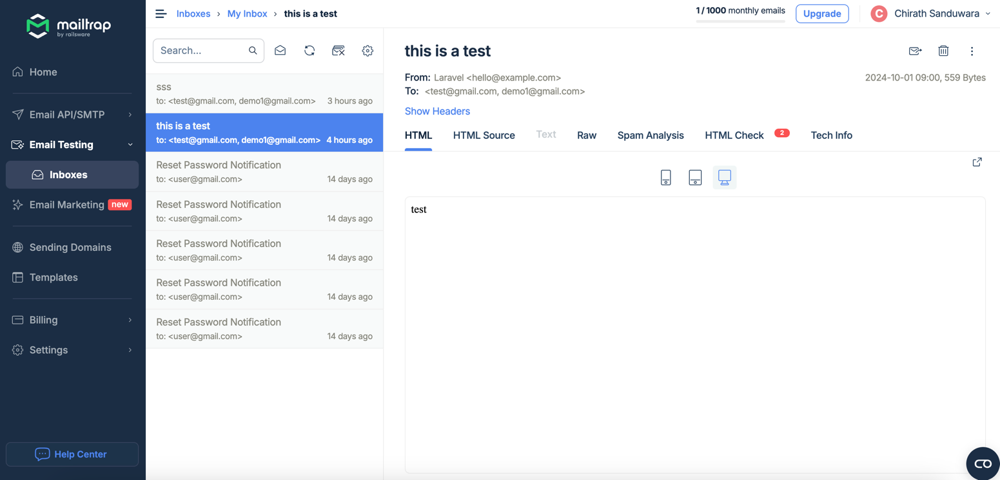 mailtrap
by railsware
Home
Email API/SMTP
Email Testing
Inboxes
Email Marketing new
Sending Domains
Templates
Billing
Settings
Help Center
Inboxes › My Inbox › this is a test
1 / 1000 monthly emails
Upgrade
C Chirath Sanduwara
Search...
sss
to: <test@gmail.com, demo1@gmail.com> 3 hours ago
this is a test
to: <test@gmail.com, demo1@gmail.com> 4 hours ago
Reset Password Notification
to: <user@gmail.com> 14 days ago
Reset Password Notification
to: <user@gmail.com> 14 days ago
Reset Password Notification
to: <user@gmail.com> 14 days ago
Reset Password Notification
to: <user@gmail.com> 14 days ago
Reset Password Notification
to: <user@gmail.com> 14 days ago
this is a test
From: Laravel <hello@example.com> 2024-10-01 09:00, 559 Bytes
To: <test@gmail.com, demo1@gmail.com>
Show Headers
HTML HTML Source Text Raw Spam Analysis HTML Check 2 Tech Info
test